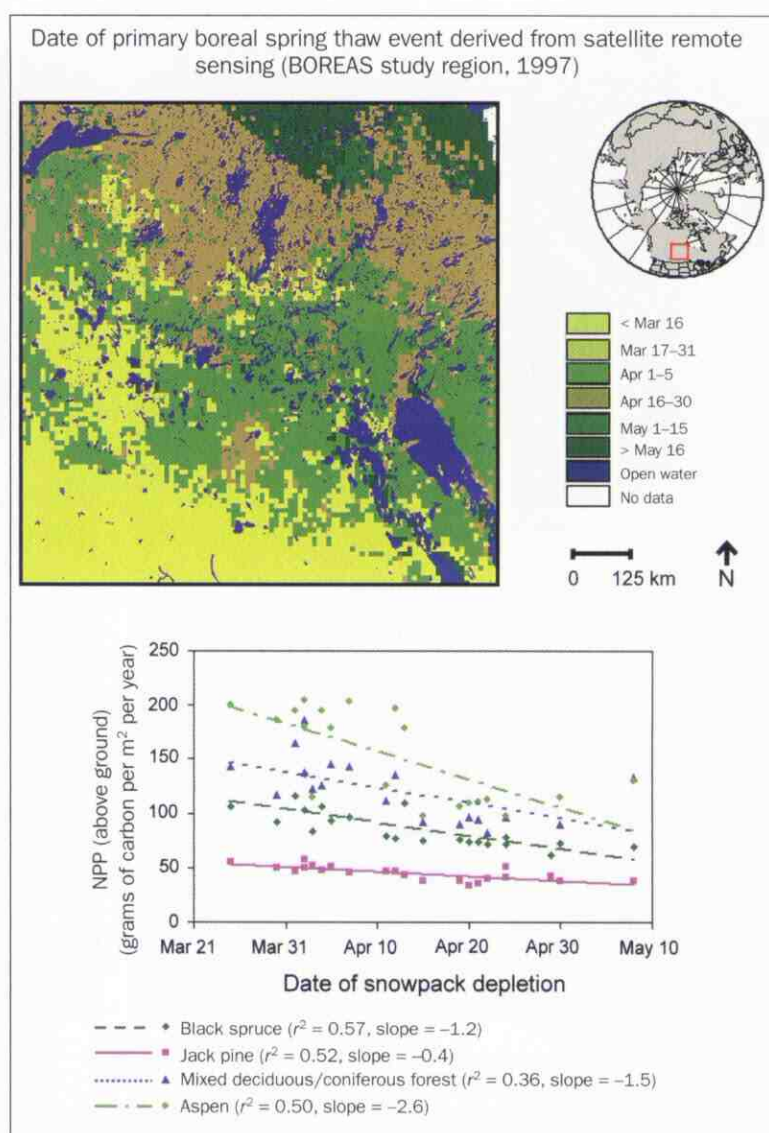 Date of primary boreal spring thaw event derived from satellite remote
sensing (BOREAS study region, 1997)
< Mar 16
Mar 17–31
Apr 1–5
Apr 16–30
May 1–15
> May 16
Open water
No data
0 125 km N
NPP (above ground)
(grams of carbon per m² per year)
250
200
150
100
50
0
Mar 21 Mar 31 Apr 10 Apr 20 Apr 30 May 10
Date of snowpack depletion
Black spruce (r² = 0.57, slope = –1.2)
Jack pine (r² = 0.52, slope = –0.4)
Mixed deciduous/coniferous forest (r² = 0.36, slope = –1.5)
Aspen (r² = 0.50, slope = –2.6)